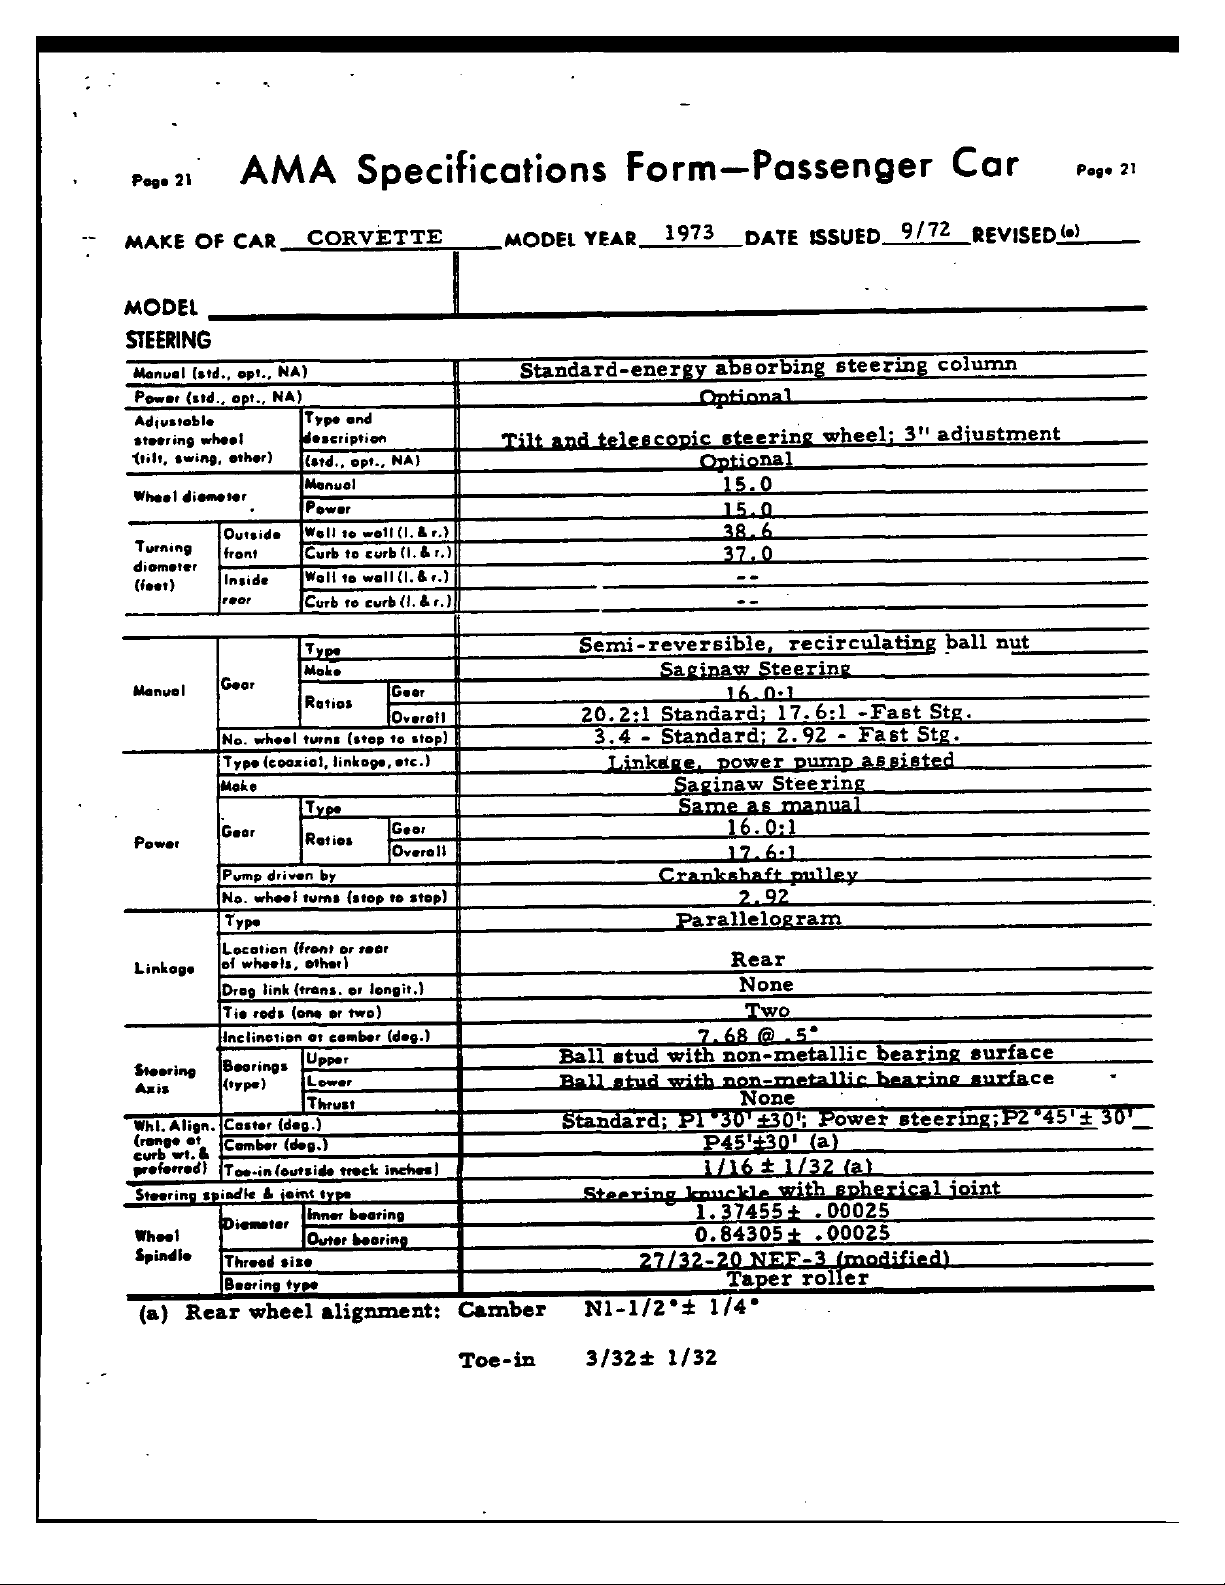 Page 21 AMA Specifications Form—Passenger Car Page 21
MAKE OF CAR CORVETTE MODEL YEAR 1973 DATE ISSUED 9/72 REVISED (•)
MODEL
STEERING
Manual (std., opt., NA) Standard-energy absorbing steering column
Power (std., opt., NA) Optional
Adjustable steering wheel (tilt, swing, other) Type and description Tilt and telescopic steering wheel; 3" adjustment
(std., opt., NA) Optional
Wheel diameter Manual 15.0
Power 15.0
Turning diameter (feet) Outside front Wall to wall (l. & r.) 38.6
Curb to curb (l. & r.) 37.0
Inside rear Wall to wall (l. & r.) --
Curb to curb (l. & r.) --
Manual Gear Type Semi-reversible, recirculating ball nut
Make Saginaw Steering
Ratios Gear 16.0:1
Overall 20.2:1 Standard; 17.6:1 -Fast Stg.
No. wheel turns (stop to stop) 3.4 - Standard; 2.92 - Fast Stg.
Power Type (coaxial, linkage, etc.) Linkage, power pump assisted
Make Saginaw Steering
Gear Type Same as manual
Ratios Gear 16.0:1
Overall 17.6:1
Pump driven by Crankshaft pulley
No. wheel turns (stop to stop) 2.92
Linkage Type Parallelogram
Location (front or rear of wheels, other) Rear
Drag link (trans. or longit.) None
Tie rods (one or two) Two
Steering Axis Inclination at camber (deg.) 7.68 @ .5°
Bearings (type) Upper Ball stud with non-metallic bearing surface
Lower Ball stud with non-metallic bearing surface
Thrust None
Whl. Align. (range at curb wt. & preferred) Caster (deg.) Standard; P1°30' ±30'; Power steering;P2°45'± 30'
Camber (deg.) P45'±30' (a)
Toe-in (outside track inches) 1/16 ± 1/32 (a)
Steering spindle & joint type Steering knuckle with spherical joint
Wheel Spindle Diameter Inner bearing 1.37455± .00025
Outer bearing 0.84305± .00025
Thread size 27/32-20 NEF-3 (modified)
Bearing type Taper roller
(a) Rear wheel alignment: Camber N1-1/2°± 1/4°
Toe-in 3/32± 1/32